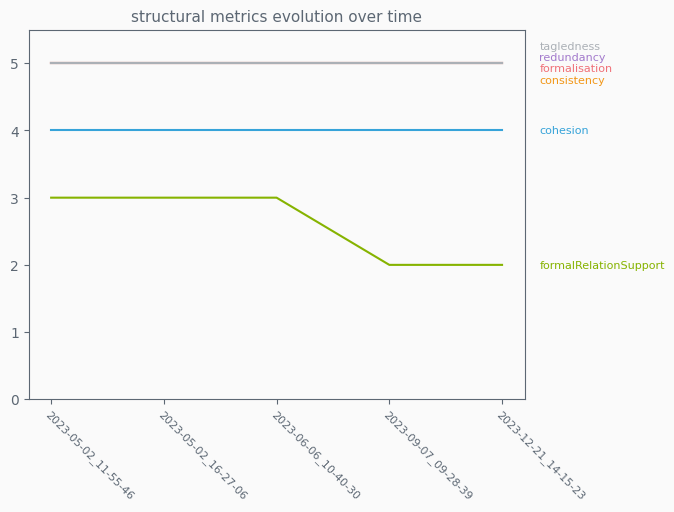 structural metrics evolution over time
tagledness
redundancy
formalisation
consistency
cohesion
formalRelationSupport
5
4
3
2
1
0
2023-05-02_11-55-46
2023-05-02_16-27-06
2023-06-06_10-40-30
2023-09-07_09-28-39
2023-12-21_14-15-23